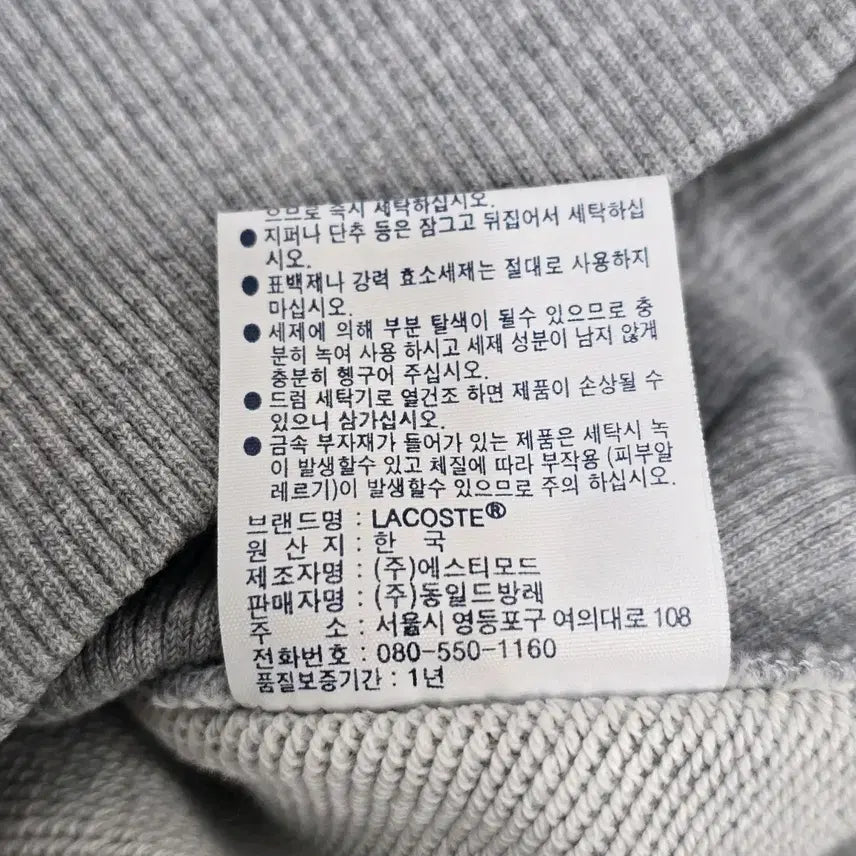 으므로 즉시 세탁하십시오.
● 지퍼나 단추 등은 잠그고 뒤집어서 세탁하십
시오.
● 표백제나 강력 효소세제는 절대로 사용하지
마십시오.
● 세제에 의해 부분 탈색이 될수 있으므로 충
분히 녹여 사용 하시고 세제 성분이 남지 않게
충분히 헹구어 주십시오.
● 드럼 세탁기로 열건조 하면 제품이 손상될 수
있으니 삼가십시오.
● 금속 부자재가 들어가 있는 제품은 세탁시 녹
이 발생할수 있고 체질에 따라 부작용 (피부알
레르기)이 발생할수 있으므로 주의 하십시오.
브랜드명 : LACOSTE®
원 산 지 : 한 국
제조자명 : (주)에스티모드
판매자명 : (주)동일드방레
주 소 : 서울시 영등포구 여의대로 108
전화번호 : 080-550-1160
품질보증기간 : 1년